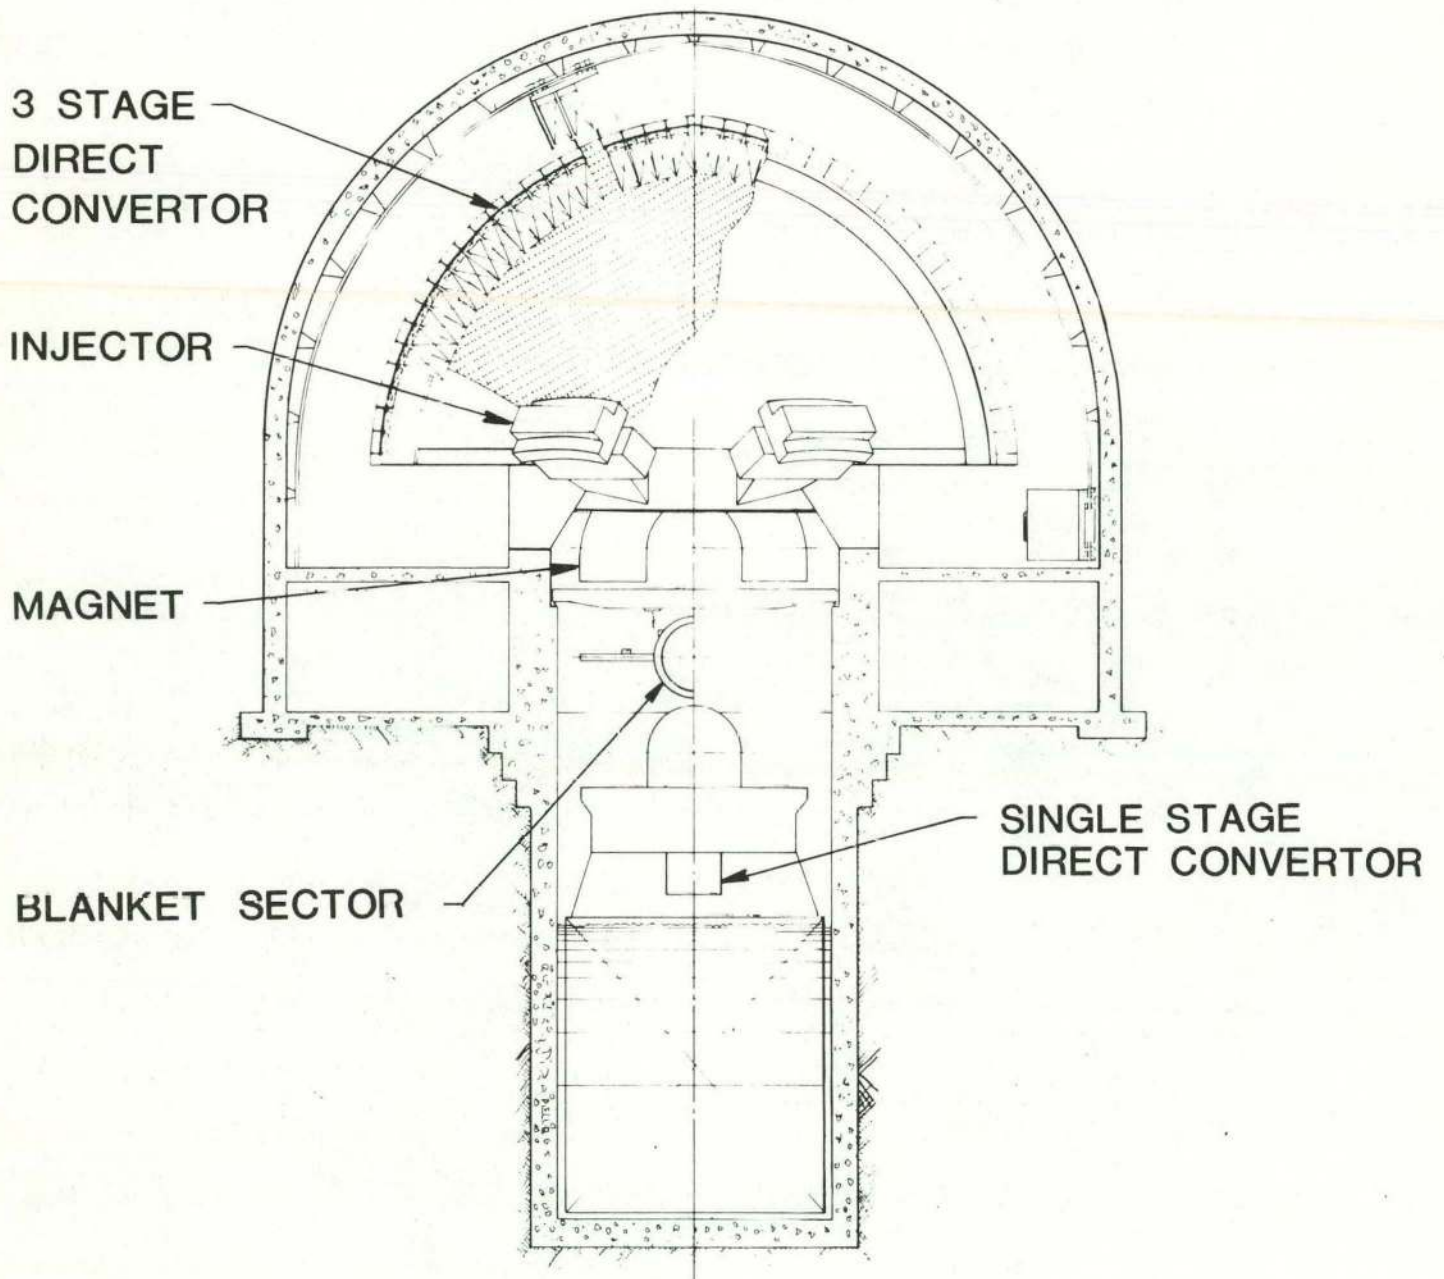 3 STAGE
DIRECT
CONVERTOR
INJECTOR
MAGNET
BLANKET SECTOR
SINGLE STAGE
DIRECT CONVERTOR